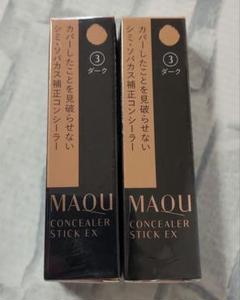 カバーしたことを見破らせない
シミ・ソバカス補正コンシーラー
3
ダーク
MAQU
CONCEALER
STICK EX
カバーしたことを見破らせない
シミ・ソバカス補正コンシーラー
3
ダーク
MAQU
CONCEALER
STICK EX